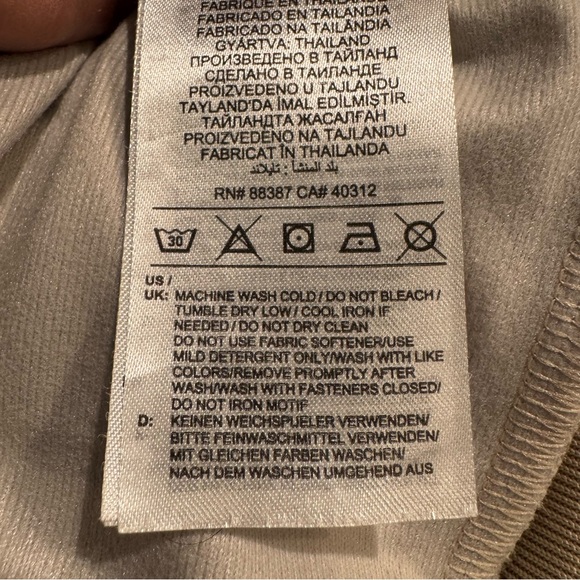 FABRIQUÉ EN THAÏLANDE
FABRICADO EN TAILANDIA
FABRICADO NA TAILÂNDIA
GYÁRTVA: THAILAND
ПРОИЗВЕДЕНО В ТАЙЛАНД
СДЕЛАНО В ТАИЛАНДЕ
PROIZVEDENO U TAJLANDU
TAYLAND'DA İMAL EDİLMİŞTİR.
ТАЙЛАНДТА ЖАСАЛҒАН
PROIZVEDENO NA TAJLANDU
FABRICAT ÎN THAILANDA
بلد المنشأ : تايلاند
RN# 88387 CA# 40312
30
US /
UK: MACHINE WASH COLD / DO NOT BLEACH /
TUMBLE DRY LOW / COOL IRON IF
NEEDED / DO NOT DRY CLEAN
DO NOT USE FABRIC SOFTENER/USE
MILD DETERGENT ONLY/WASH WITH LIKE
COLORS/REMOVE PROMPTLY AFTER
WASH/WASH WITH FASTENERS CLOSED/
DO NOT IRON MOTIF
D: KEINEN WEICHSPUELER VERWENDEN/
BITTE FEINWASCHMITTEL VERWENDEN/
MIT GLEICHEN FARBEN WASCHEN/
NACH DEM WASCHEN UMGEHEND AUS